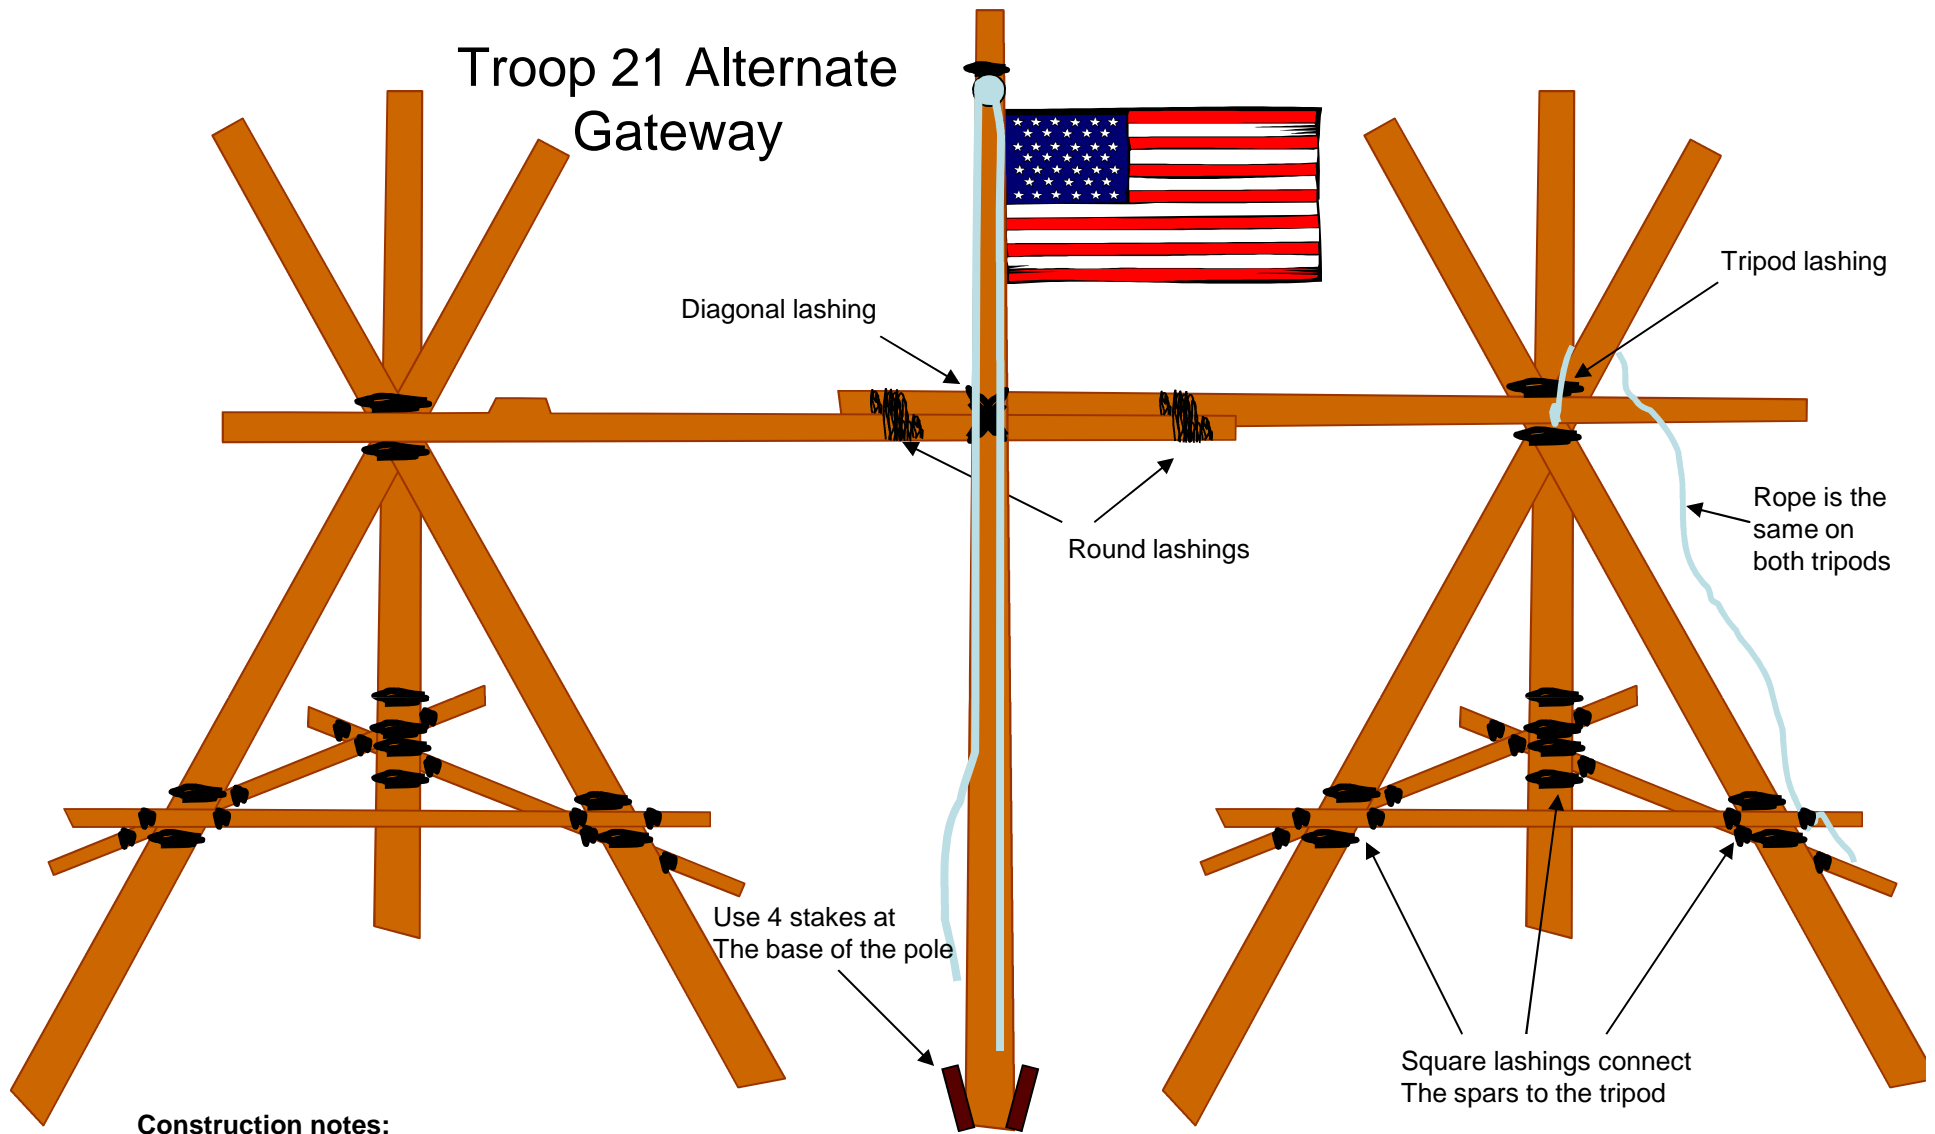 Troop 21 Alternate
Gateway
Tripod lashing
Diagonal lashing
Rope is the
same on
both tripods
Round lashings
Use 4 stakes at
The base of the pole
Square lashings connect
The spars to the tripod
Construction notes: